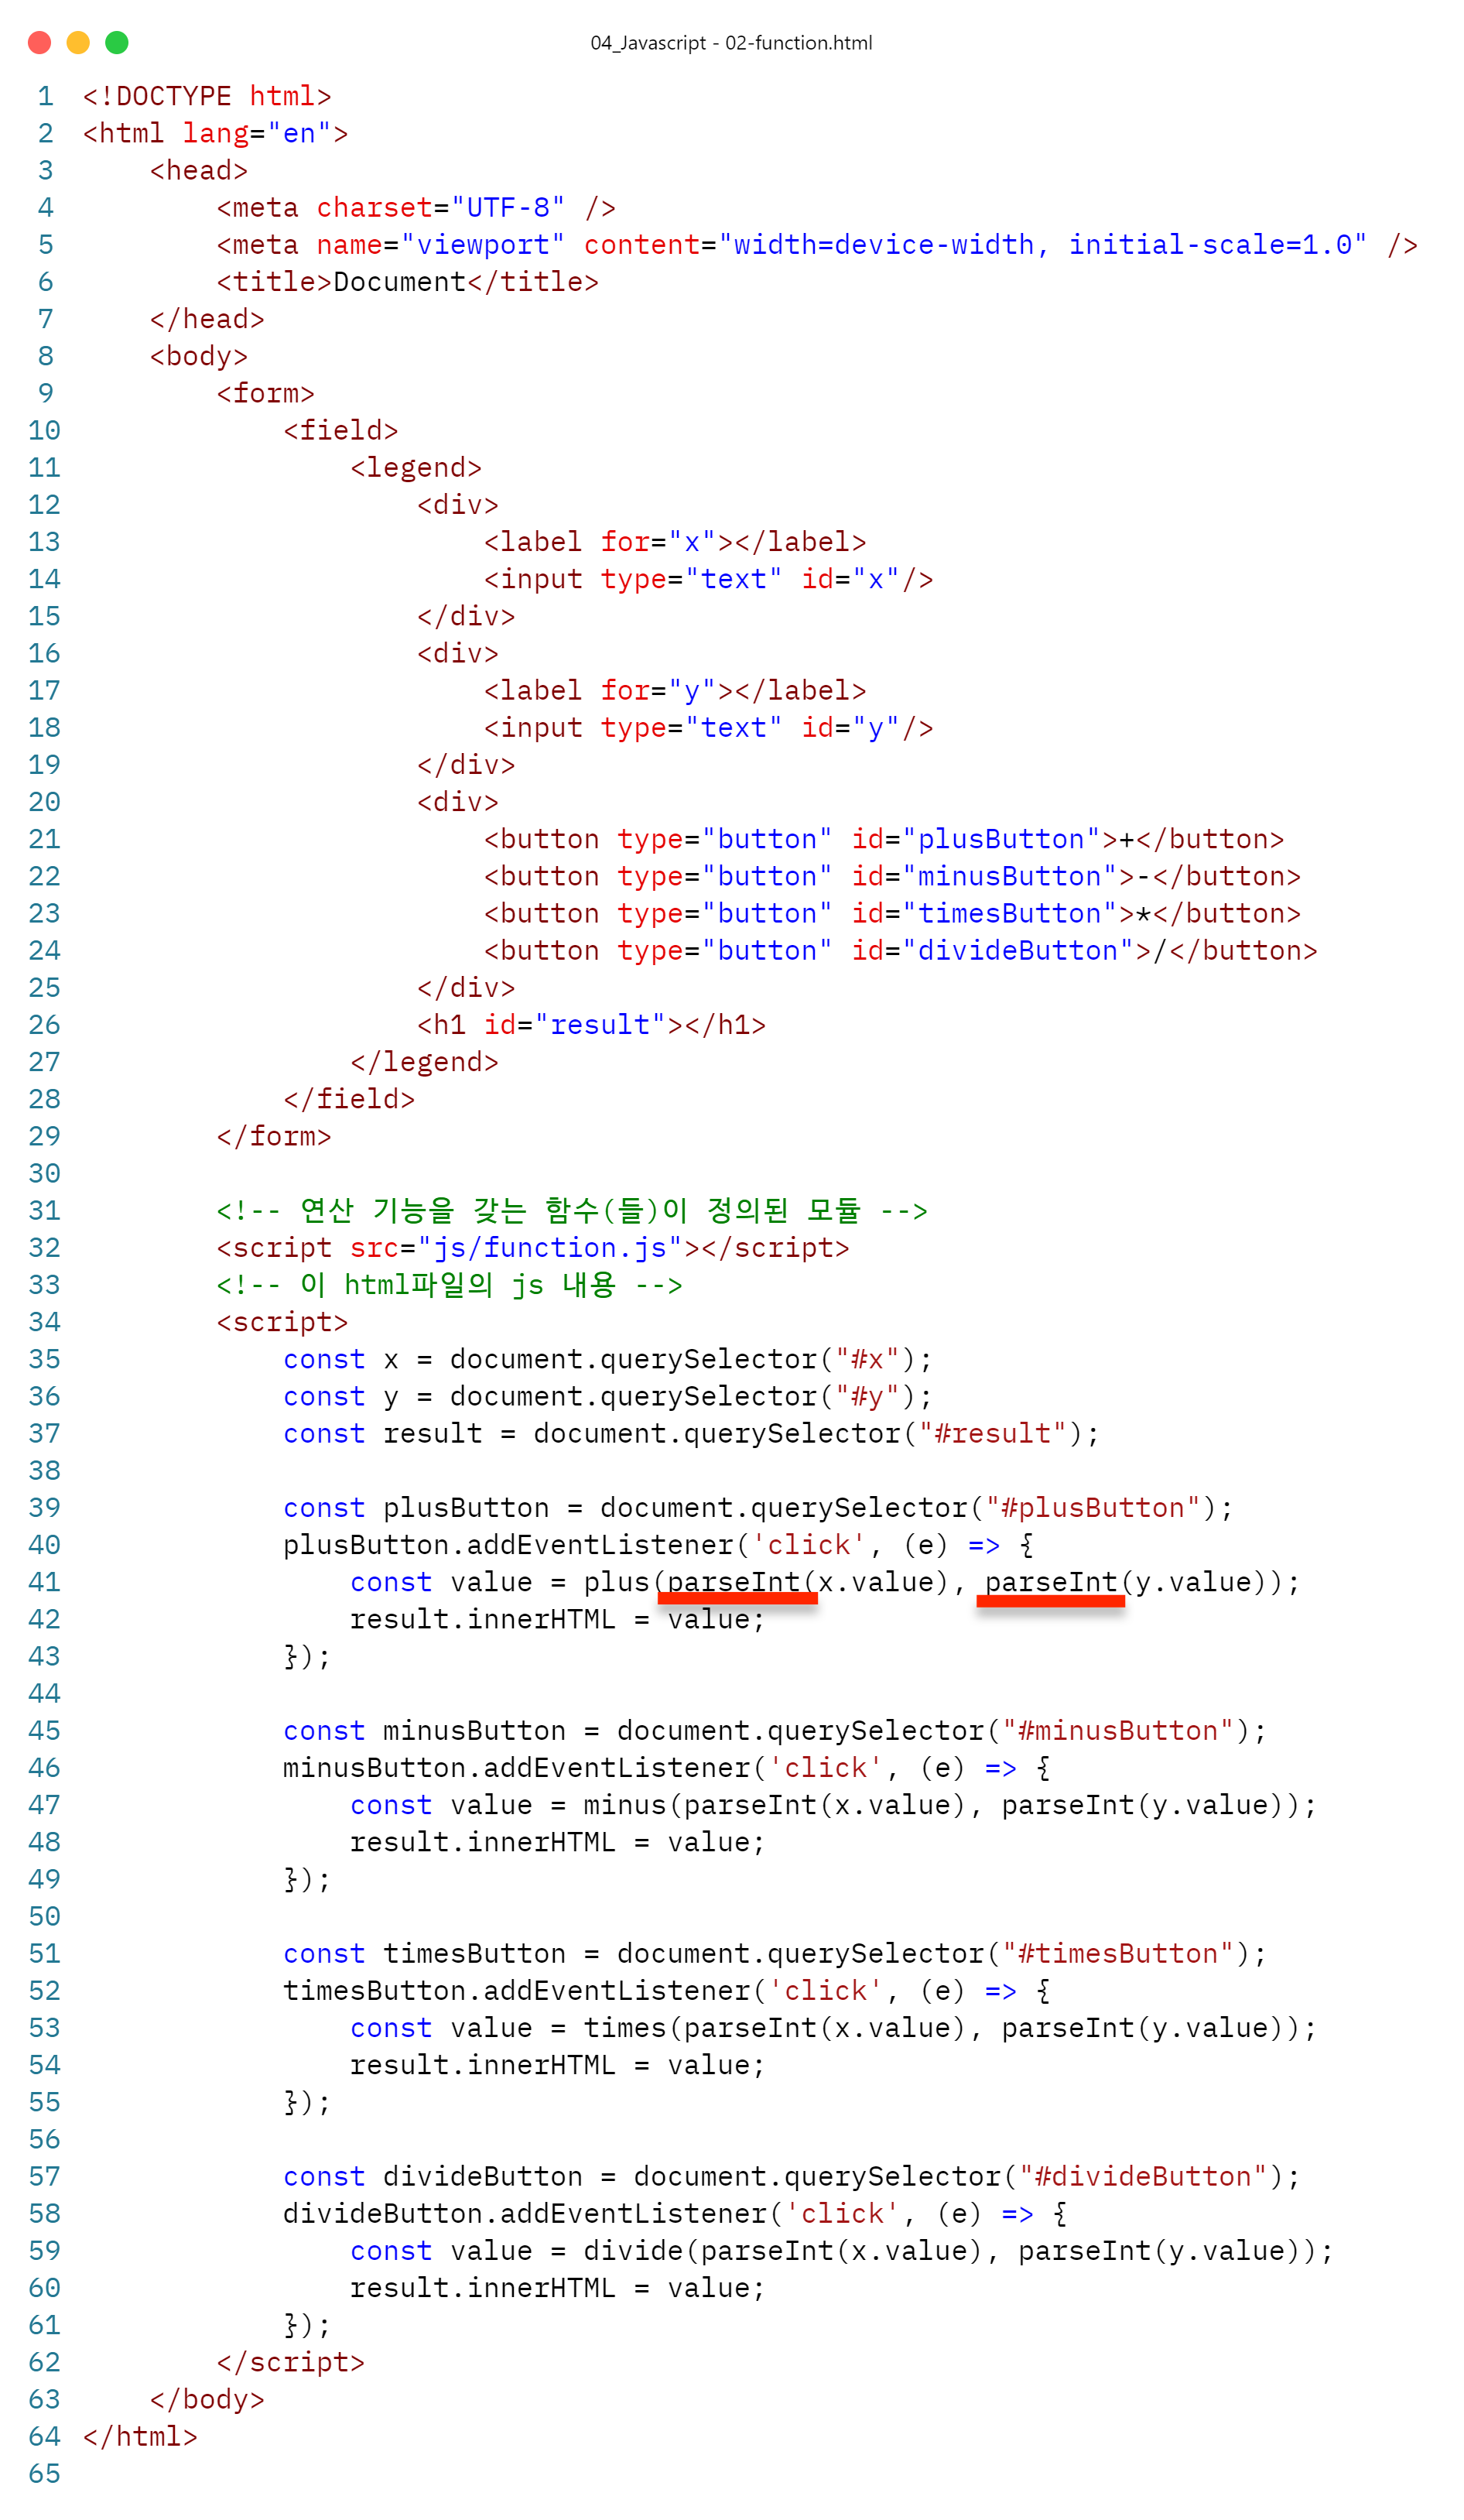 04_Javascript - 02-function.html
1 <!DOCTYPE html>
2 <html lang="en">
3     <head>
4         <meta charset="UTF-8" />
5         <meta name="viewport" content="width=device-width, initial-scale=1.0" />
6         <title>Document</title>
7     </head>
8     <body>
9         <form>
10             <field>
11                 <legend>
12                     <div>
13                         <label for="x"></label>
14                         <input type="text" id="x"/>
15                     </div>
16                     <div>
17                         <label for="y"></label>
18                         <input type="text" id="y"/>
19                     </div>
20                     <div>
21                         <button type="button" id="plusButton">+</button>
22                         <button type="button" id="minusButton">-</button>
23                         <button type="button" id="timesButton">*</button>
24                         <button type="button" id="divideButton">/</button>
25                     </div>
26                     <h1 id="result"></h1>
27                 </legend>
28             </field>
29         </form>
30
31         <!-- 연산 기능을 갖는 함수(들)이 정의된 모듈 -->
32         <script src="js/function.js"></script>
33         <!-- 이 html파일의 js 내용 -->
34         <script>
35             const x = document.querySelector("#x");
36             const y = document.querySelector("#y");
37             const result = document.querySelector("#result");
38
39             const plusButton = document.querySelector("#plusButton");
40             plusButton.addEventListener('click', (e) => {
41                 const value = plus(parseInt(x.value), parseInt(y.value));
42                 result.innerHTML = value;
43             });
44
45             const minusButton = document.querySelector("#minusButton");
46             minusButton.addEventListener('click', (e) => {
47                 const value = minus(parseInt(x.value), parseInt(y.value));
48                 result.innerHTML = value;
49             });
50
51             const timesButton = document.querySelector("#timesButton");
52             timesButton.addEventListener('click', (e) => {
53                 const value = times(parseInt(x.value), parseInt(y.value));
54                 result.innerHTML = value;
55             });
56
57             const divideButton = document.querySelector("#divideButton");
58             divideButton.addEventListener('click', (e) => {
59                 const value = divide(parseInt(x.value), parseInt(y.value));
60                 result.innerHTML = value;
61             });
62         </script>
63     </body>
64 </html>
65